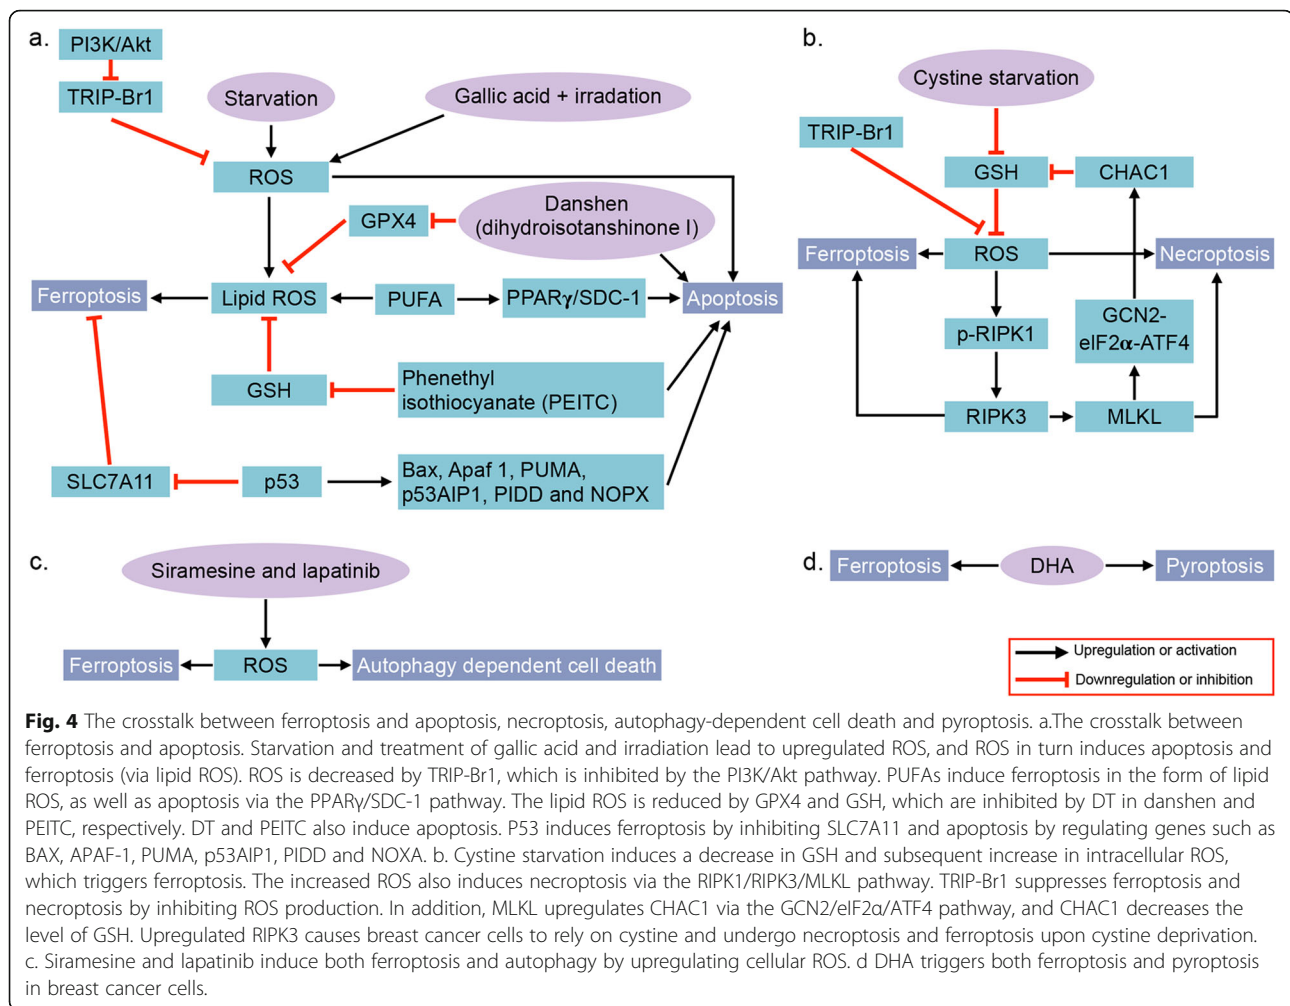 a.
PI3K/Akt
TRIP-Br1
Starvation
Gallic acid + irradation
ROS
GPX4
Danshen
(dihydroisotanshinone I)
Ferroptosis
Lipid ROS
PUFA
PPARγ/SDC-1
Apoptosis
GSH
Phenethyl
isothiocyanate (PEITC)
SLC7A11
p53
Bax, Apaf 1, PUMA,
p53AIP1, PIDD and NOPX
b.
Cystine starvation
TRIP-Br1
GSH
CHAC1
Ferroptosis
ROS
Necroptosis
p-RIPK1
GCN2-
eIF2α-ATF4
RIPK3
MLKL
c.
Siramesine and lapatinib
Ferroptosis
ROS
Autophagy dependent cell death
d.
Ferroptosis
DHA
Pyroptosis
Upregulation or activation
Downregulation or inhibition
Fig. 4 The crosstalk between ferroptosis and apoptosis, necroptosis, autophagy-dependent cell death and pyroptosis. a.The crosstalk between
ferroptosis and apoptosis. Starvation and treatment of gallic acid and irradiation lead to upregulated ROS, and ROS in turn induces apoptosis and
ferroptosis (via lipid ROS). ROS is decreased by TRIP-Br1, which is inhibited by the PI3K/Akt pathway. PUFAs induce ferroptosis in the form of lipid
ROS, as well as apoptosis via the PPARγ/SDC-1 pathway. The lipid ROS is reduced by GPX4 and GSH, which are inhibited by DT in danshen and
PEITC, respectively. DT and PEITC also induce apoptosis. P53 induces ferroptosis by inhibiting SLC7A11 and apoptosis by regulating genes such as
BAX, APAF-1, PUMA, p53AIP1, PIDD and NOXA. b. Cystine starvation induces a decrease in GSH and subsequent increase in intracellular ROS,
which triggers ferroptosis. The increased ROS also induces necroptosis via the RIPK1/RIPK3/MLKL pathway. TRIP-Br1 suppresses ferroptosis and
necroptosis by inhibiting ROS production. In addition, MLKL upregulates CHAC1 via the GCN2/eIF2α/ATF4 pathway, and CHAC1 decreases the
level of GSH. Upregulated RIPK3 causes breast cancer cells to rely on cystine and undergo necroptosis and ferroptosis upon cystine deprivation.
c. Siramesine and lapatinib induce both ferroptosis and autophagy by upregulating cellular ROS. d DHA triggers both ferroptosis and pyroptosis
in breast cancer cells.